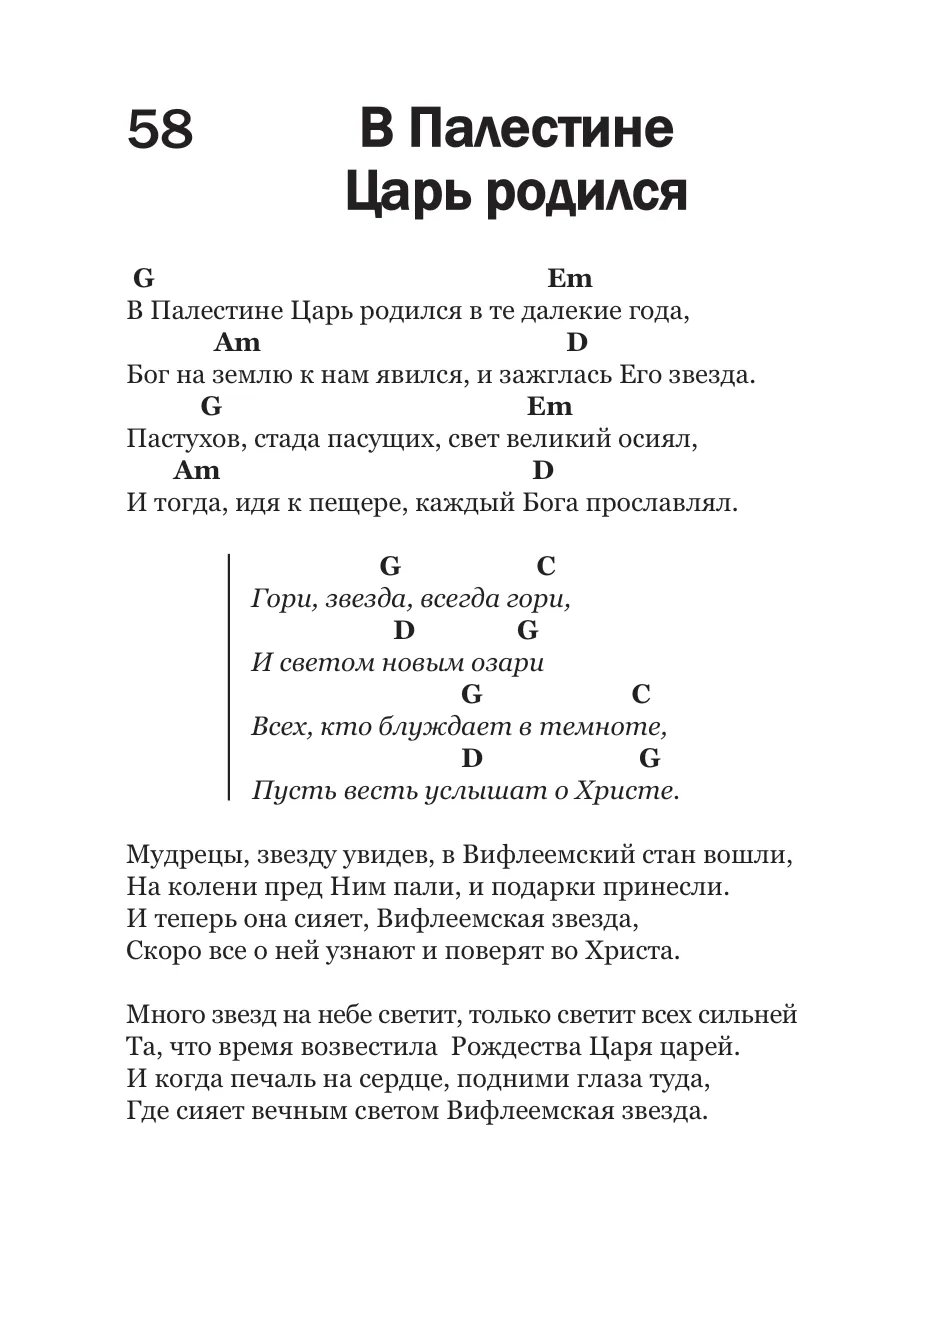 58
В Палестине
Царь родился
G Em
В Палестине Царь родился в те далекие года,
Am D
Бог на землю к нам явился, и зажглась Его звезда.
G Em
Пастухов, стада пасущих, свет великий осиял,
Am D
И тогда, идя к пещере, каждый Бога прославлял.
G C
Гори, звезда, всегда гори,
D G
И светом новым озари
G C
Всех, кто блуждает в темноте,
D G
Пусть весть услышат о Христе.
Мудрецы, звезду увидев, в Вифлеемский стан вошли,
На колени пред Ним пали, и подарки принесли.
И теперь она сияет, Вифлеемская звезда,
Скоро все о ней узнают и поверят во Христа.
Много звезд на небе светит, только светит всех сильней
Та, что время возвестила  Рождества Царя царей.
И когда печаль на сердце, подними глаза туда,
Где сияет вечным светом Вифлеемская звезда.